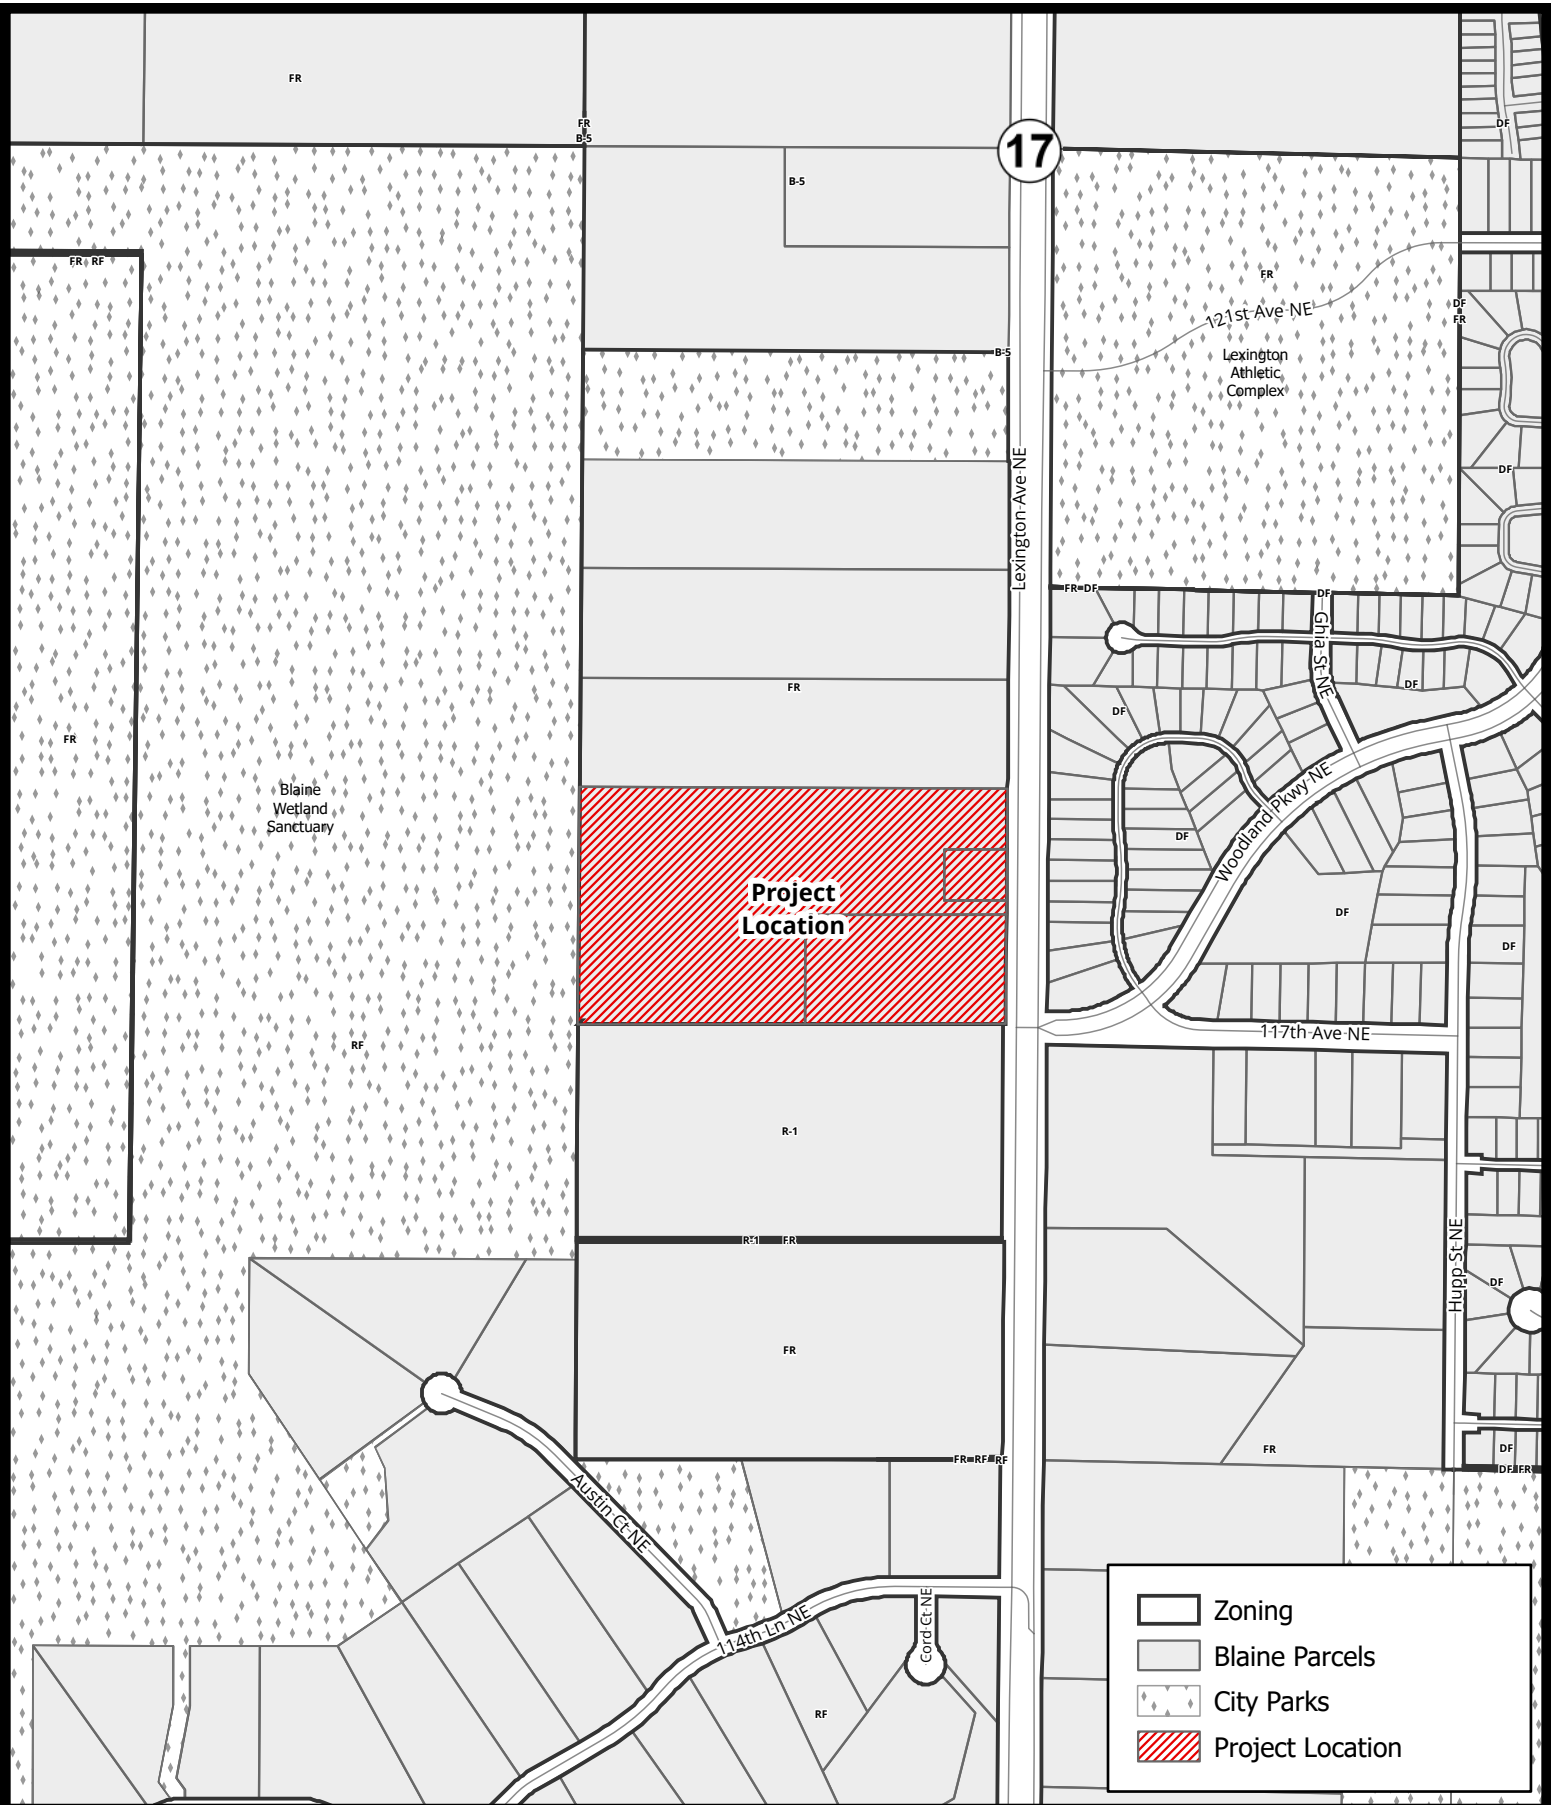 FR
FR
B-5
DF
17
B-5
FR RF
FR
121st Ave NE
DF
FR
B-5
Lexington
Athletic
Complex
DF
Lexington Ave NE
FR DF
DF
Ghia St NE
DF
FR
DF
FR
Blaine
Wetland
Sanctuary
Woodland Pkwy NE
DF
Project
Location
DF
DF
117th Ave NE
RF
R-1
R-1 FR
Hupp St NE
DF
FR
FR RF RF
FR
DF
DF FR
Austin Ct NE
114th Ln NE
Cord Ct NE
RF
Zoning
Blaine Parcels
City Parks
Project Location